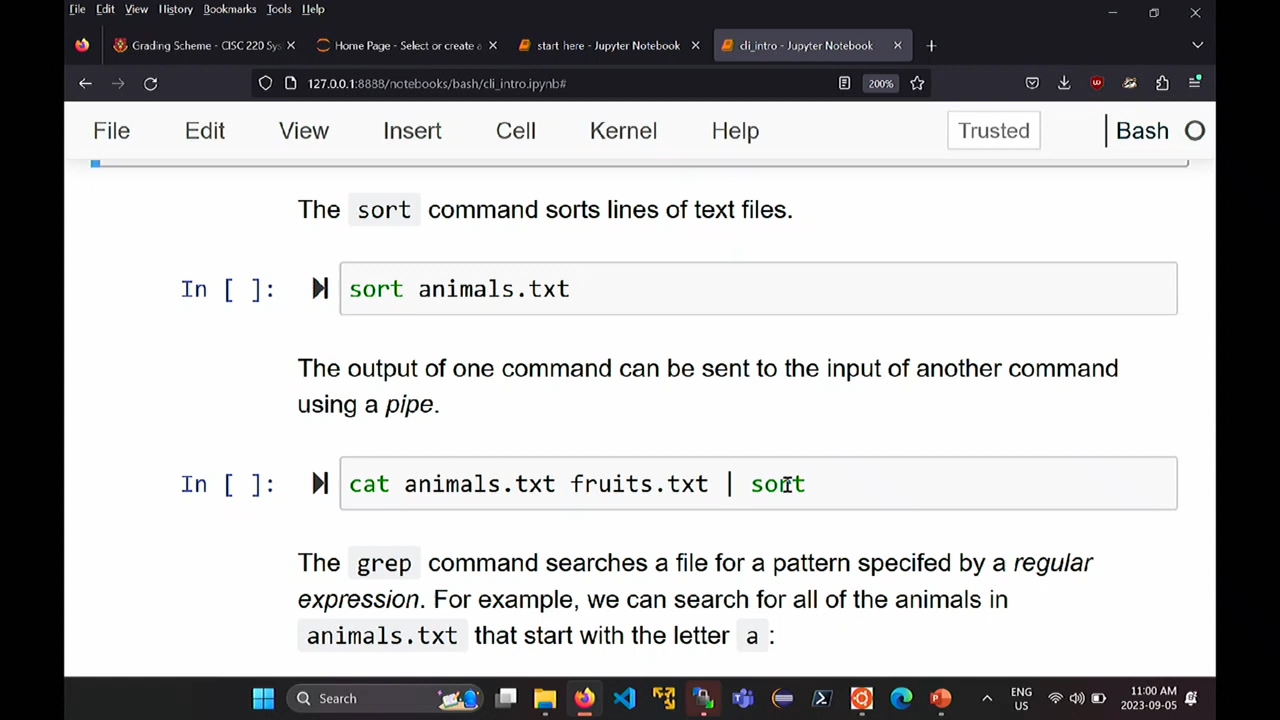 File Edit View History Bookmarks Tools Help
Grading Scheme - CISC 220 Sys
Home Page - Select or create a
start here - Jupyter Notebook
cli_intro - Jupyter Notebook
127.0.0.1:8888/notebooks/bash/cli_intro.ipynb#
200%
File Edit View Insert Cell Kernel Help Trusted Bash
The sort command sorts lines of text files.
In [ ]: sort animals.txt
The output of one command can be sent to the input of another command
using a pipe.
In [ ]: cat animals.txt fruits.txt | sort
The grep command searches a file for a pattern specifed by a regular
expression. For example, we can search for all of the animals in
animals.txt that start with the letter a:
Search
ENG
US
11:00 AM
2023-09-05